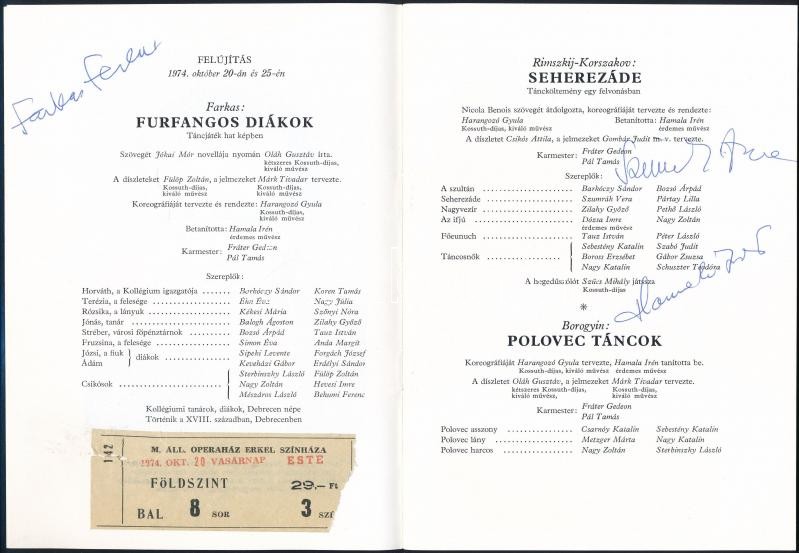 Farkas Ferenc
FELÚJÍTÁS
1974. október 20-án és 25-én
Farkas:
FURFANGOS DIÁKOK
Táncjáték hat képben
Szövegét Jókai Mór novellája nyomán Oláh Gusztáv írta.
kétszeres Kossuth-díjas,
kiváló művész
A díszleteket Fülöp Zoltán, a jelmezeket Márk Tivadar tervezte.
Kossuth-díjas, Kossuth-díjas,
kiváló művész kiváló művész
Koreográfiáját tervezte és rendezte: Harangozó Gyula
Kossuth-díjas,
kiváló művész
Betanította: Hamala Irén
érdemes művész
Karmester: Fráter Gedeon
Pál Tamás
Szereplők:
Horváth, a Kollégium igazgatója ....... Barkóczy Sándor Koren Tamás
Terézia, a felesége ....... Éhn Éva Nagy Júlia
Rózsika, a lányuk ....... Kékesi Mária Szőnyi Nóra
Jónás, tanár ....... Balogh Ágoston Zilahy Győző
Stréber, városi főpénztárnok ....... Bozsó Árpád Tauz István
Fruzsina, a felesége ....... Simon Éva Anda Margit
Józsi, a fiuk } diákok ....... Sipeki Levente Forgách József
Ádám Keveházi Gábor Erdélyi Sándor
Sterbinszky László Fülöp Zoltán
Csikósok ....... Nagy Zoltán Hevesi Imre
Mészáros László Behumi Ferenc
Kollégiumi tanárok, diákok, Debrecen népe
Történik a XVIII. században, Debrecenben
142
M. ÁLL. OPERAHÁZ ERKEL SZÍNHÁZA
1974. OKT. 20 VASÁRNAP ESTE
FÖLDSZINT 29.– Ft
BAL 8 SOR 3 SZÉ
Rimszkij-Korszakov:
SEHEREZÁDE
Tánckoltemény egy felvonásban
Nicola Benois szövegét átdolgozta, koreográfiáját tervezte és rendezte:
Harangozó Gyula Betanította: Hamala Irén
Kossuth-díjas, kiváló művész érdemes művész
A díszletet Csikós Attila, a jelmezeket Gombár Judit m. v. tervezte.
Karmester: Fráter Gedeon
Pál Tamás
Szereplők:
A szultán ....... Barkóczy Sándor Bozsó Árpád
Seherezáde ....... Szumrák Vera Pártay Lilla
Nagyvezír ....... Zilahy Győző Pethő László
Az ifjú ....... Dózsa Imre Nagy Zoltán
érdemes művész
Főeunuch ....... Tauz István Péter László
Sebestény Katalin Szabó Judit
Táncosnők ....... Boross Erzsébet Gábor Zsuzsa
Nagy Katalin Schuszter Teodóra
A hegedűszólót Szűcs Mihály játssza
Kossuth-díjas
Hamala Irén
*
Borogyin:
POLOVEC TÁNCOK
Koreográfiáját Harangozó Gyula tervezte, Hamala Irén tanította be.
Kossuth-díjas, kiváló művész érdemes művész
A díszletet Oláh Gusztáv, a jelmezeket Márk Tivadar tervezte.
kétszeres Kossuth-díjas, Kossuth-díjas,
kiváló művész kiváló művész
Karmester: Fráter Gedeon
Pál Tamás
Polovec asszony ....... Csarnóy Katalin Sebestény Katalin
Polovec lány ....... Metzger Márta Nagy Katalin
Polovec harcos ....... Nagy Zoltán Sterbinszky László